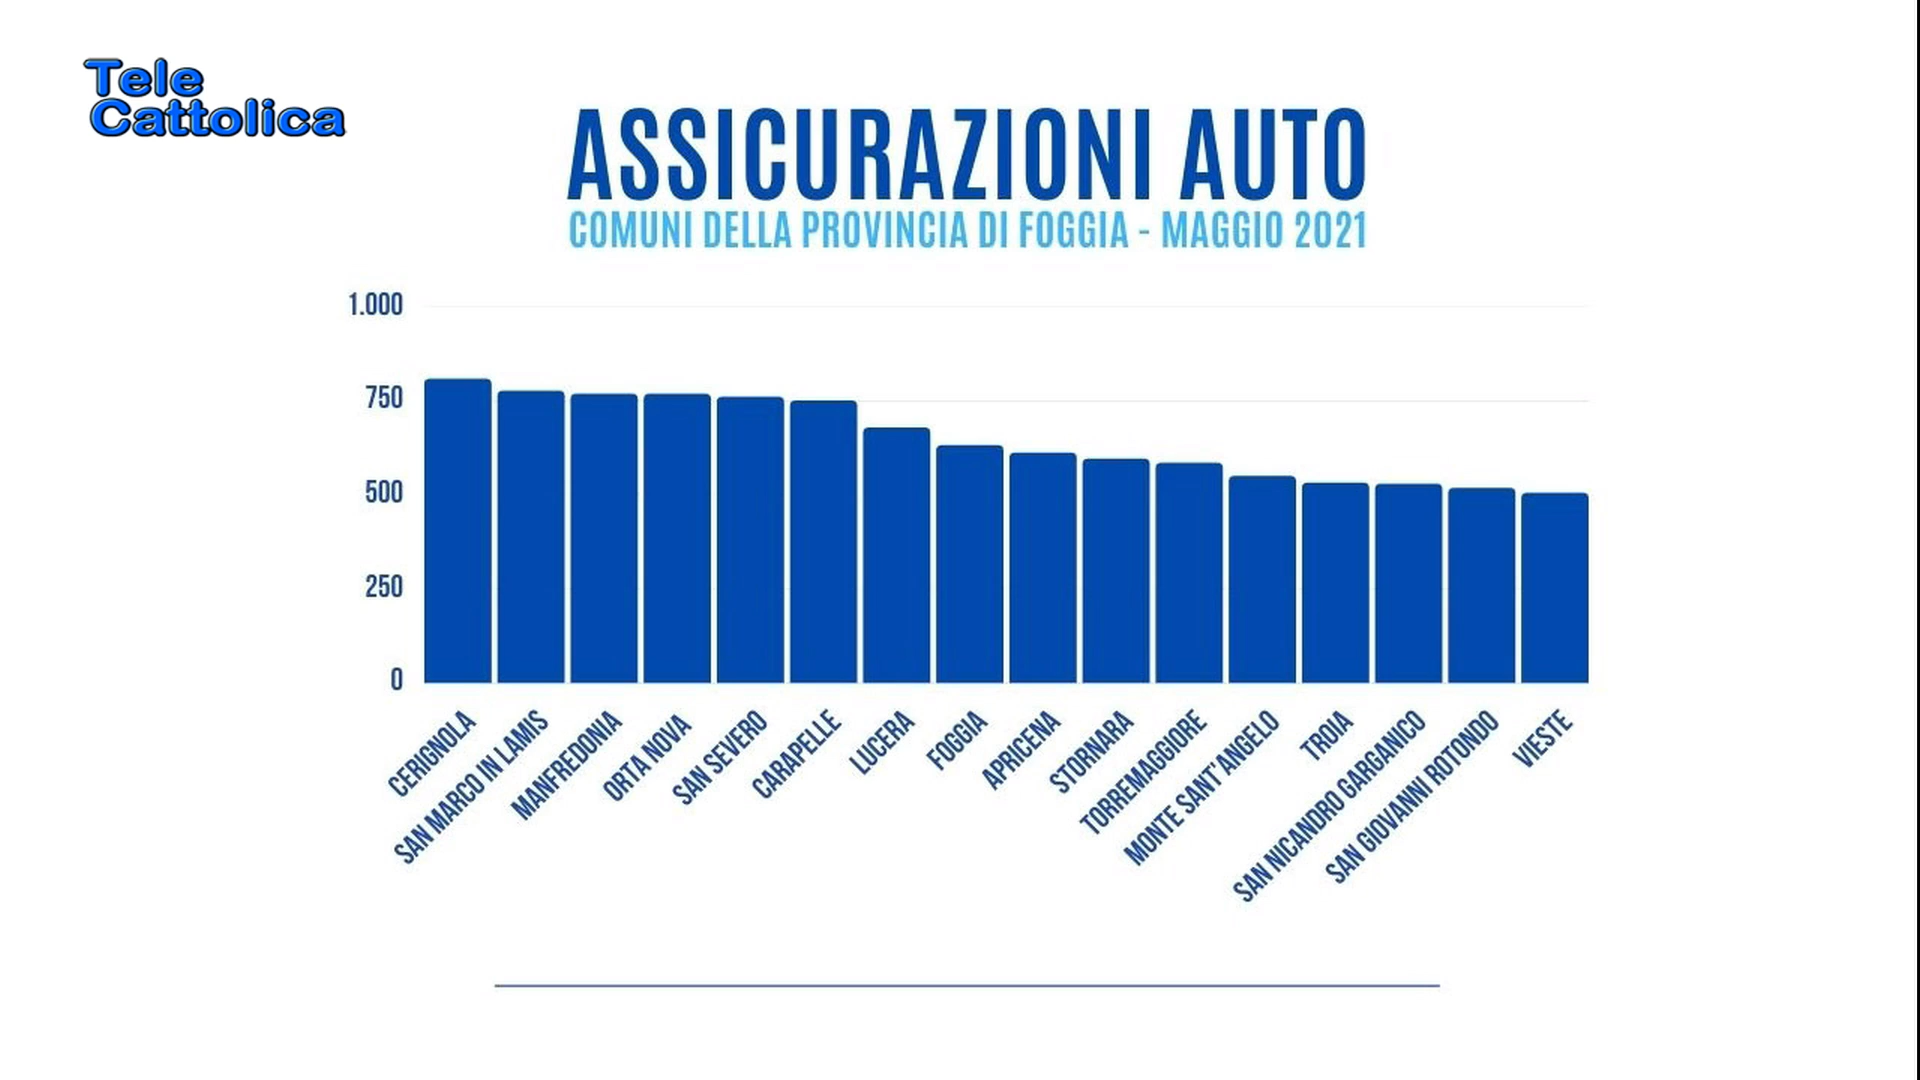 Tele
Cattolica
ASSICURAZIONI AUTO
COMUNI DELLA PROVINCIA DI FOGGIA - MAGGIO 2021
1.000
750
500
250
0
CERIGNOLA
SAN MARCO IN LAMIS
MANFREDONIA
ORTA NOVA
SAN SEVERO
CARAPELLE
LUCERA
FOGGIA
APRICENA
STORNARA
TORREMAGGIORE
MONTE SANT'ANGELO
TROIA
SAN NICANDRO GARGANICO
SAN GIOVANNI ROTONDO
VIESTE